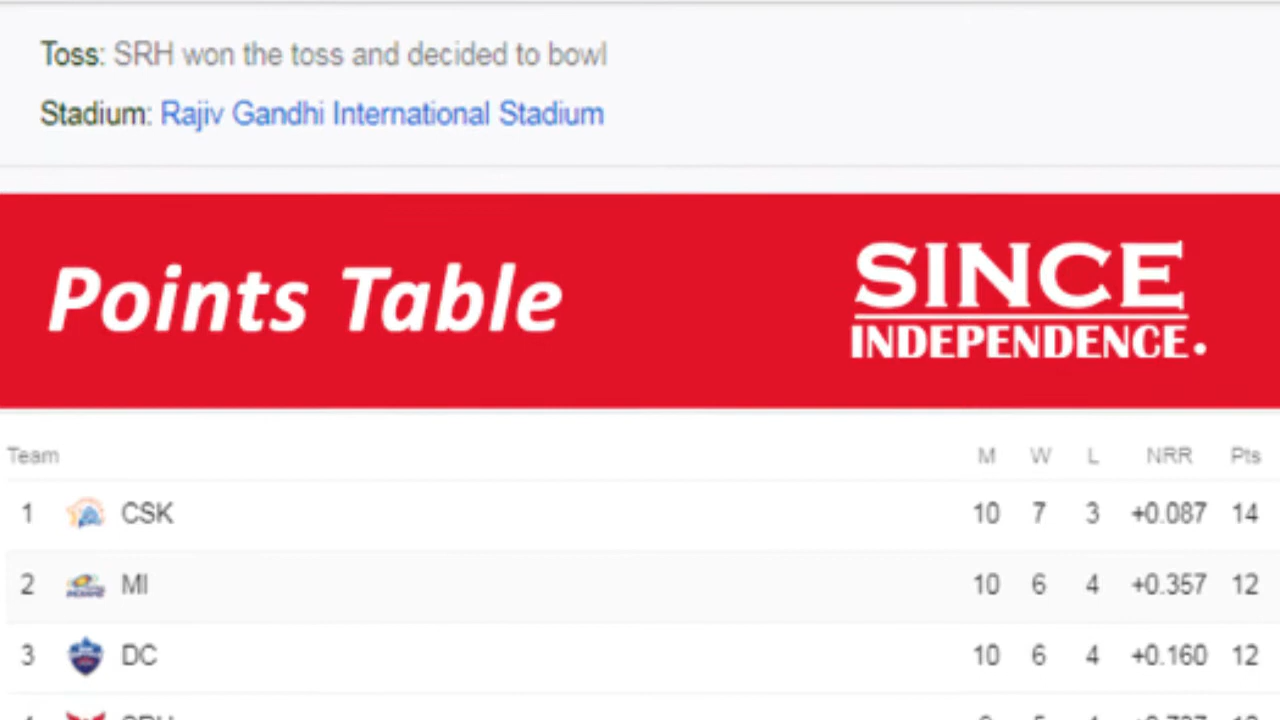 Toss: SRH won the toss and decided to bowl
Stadium: Rajiv Gandhi International Stadium
Points Table
SINCE
INDEPENDENCE.
Team M W L NRR Pts
1 CSK 10 7 3 +0.087 14
2 MI 10 6 4 +0.357 12
3 DC 10 6 4 +0.160 12